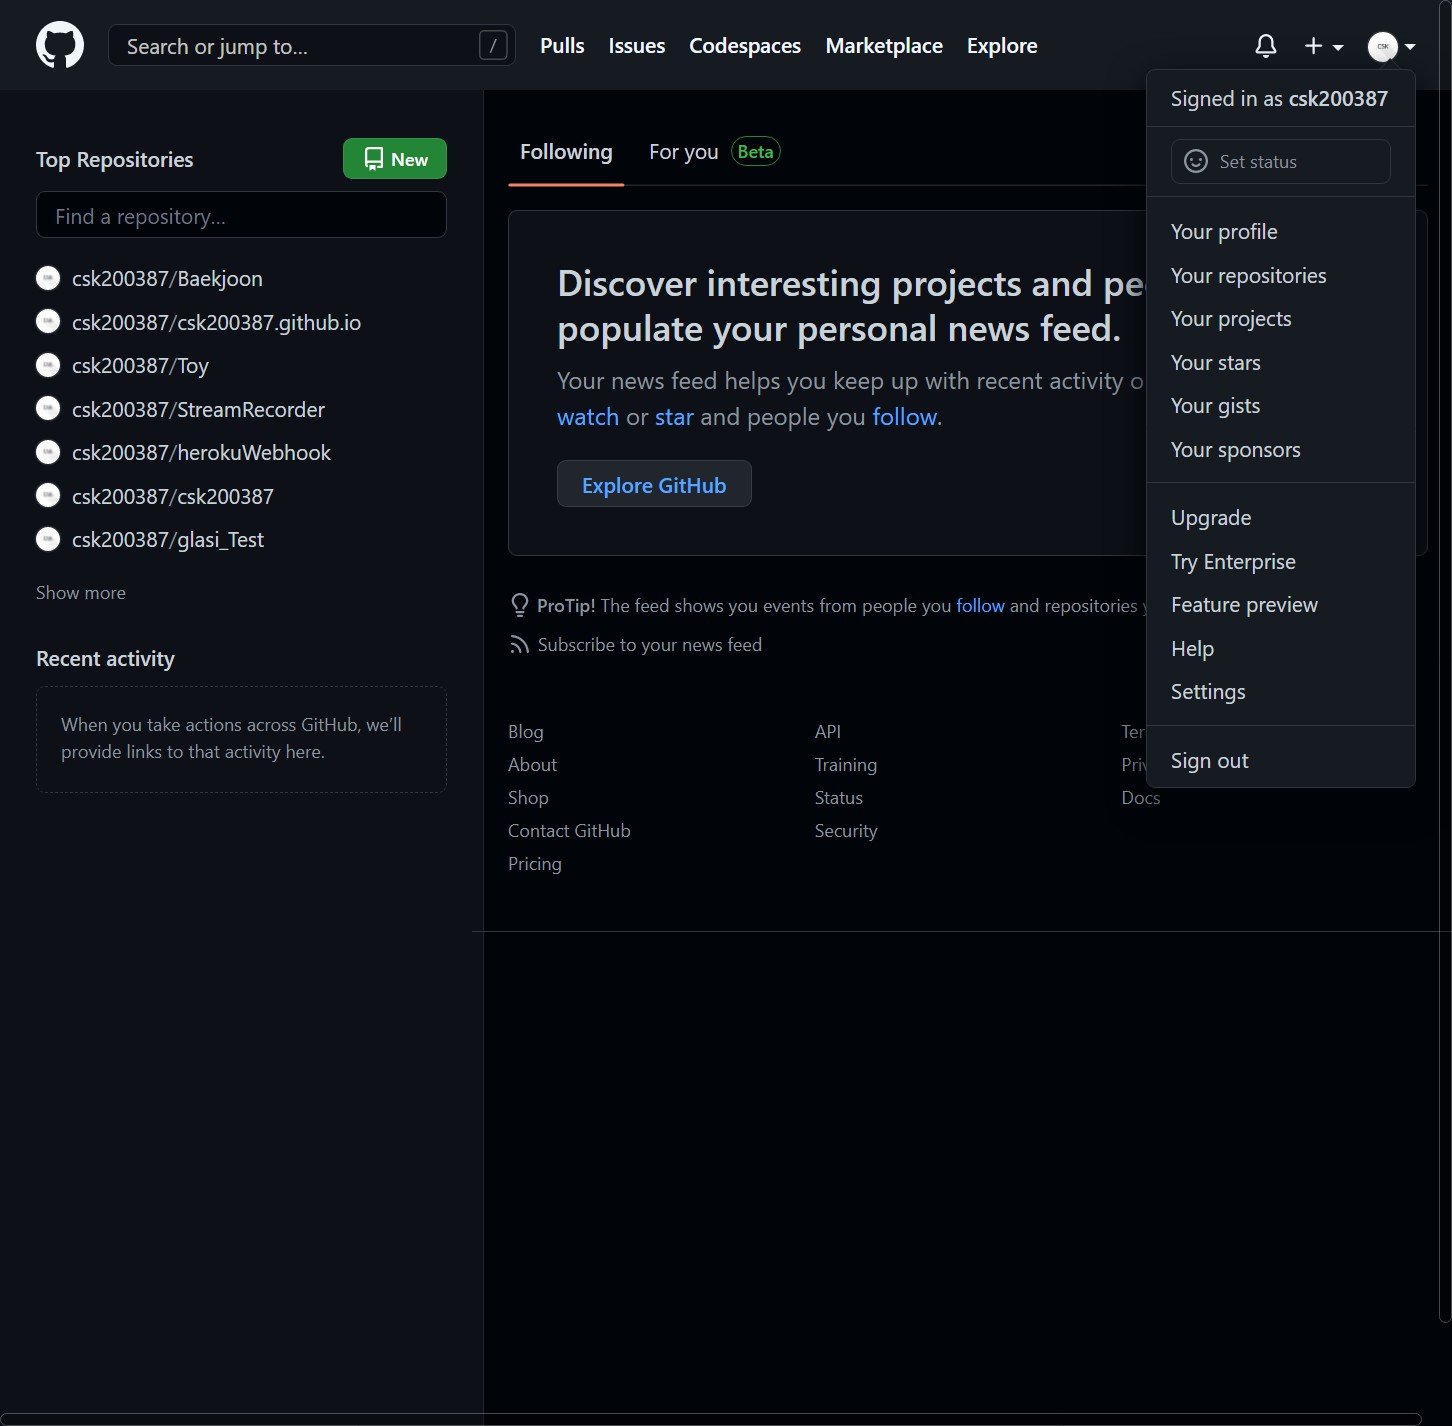 Search or jump to...
/
Pulls
Issues
Codespaces
Marketplace
Explore
CSK
Top Repositories
New
Find a repository...
csk200387/Baekjoon
csk200387/csk200387.github.io
csk200387/Toy
csk200387/StreamRecorder
csk200387/herokuWebhook
csk200387/csk200387
csk200387/glasi_Test
Show more
Recent activity
When you take actions across GitHub, we’ll
provide links to that activity here.
Following
For you
Beta
Discover interesting projects and pe
populate your personal news feed.
Your news feed helps you keep up with recent activity o
watch or star and people you follow.
Explore GitHub
ProTip! The feed shows you events from people you follow and repositories
Subscribe to your news feed
Blog
About
Shop
Contact GitHub
Pricing
API
Training
Status
Security
Ter
Priv
Docs
Signed in as csk200387
Set status
Your profile
Your repositories
Your projects
Your stars
Your gists
Your sponsors
Upgrade
Try Enterprise
Feature preview
Help
Settings
Sign out